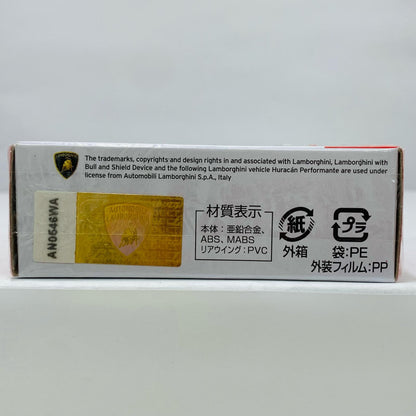 The trademarks, copyrights and design rights in and associated with Lamborghini, Lamborghini with
Bull and Shield Device and the following Lamborghini vehicle Huracán Performante are used under
license from Automobili Lamborghini S.p.A., Italy
AN0646WA
材質表示
本体：亜鉛合金、
ABS、MABS
リアウイング：PVC
紙
外箱
プラ
袋：PE
外装フィルム：PP